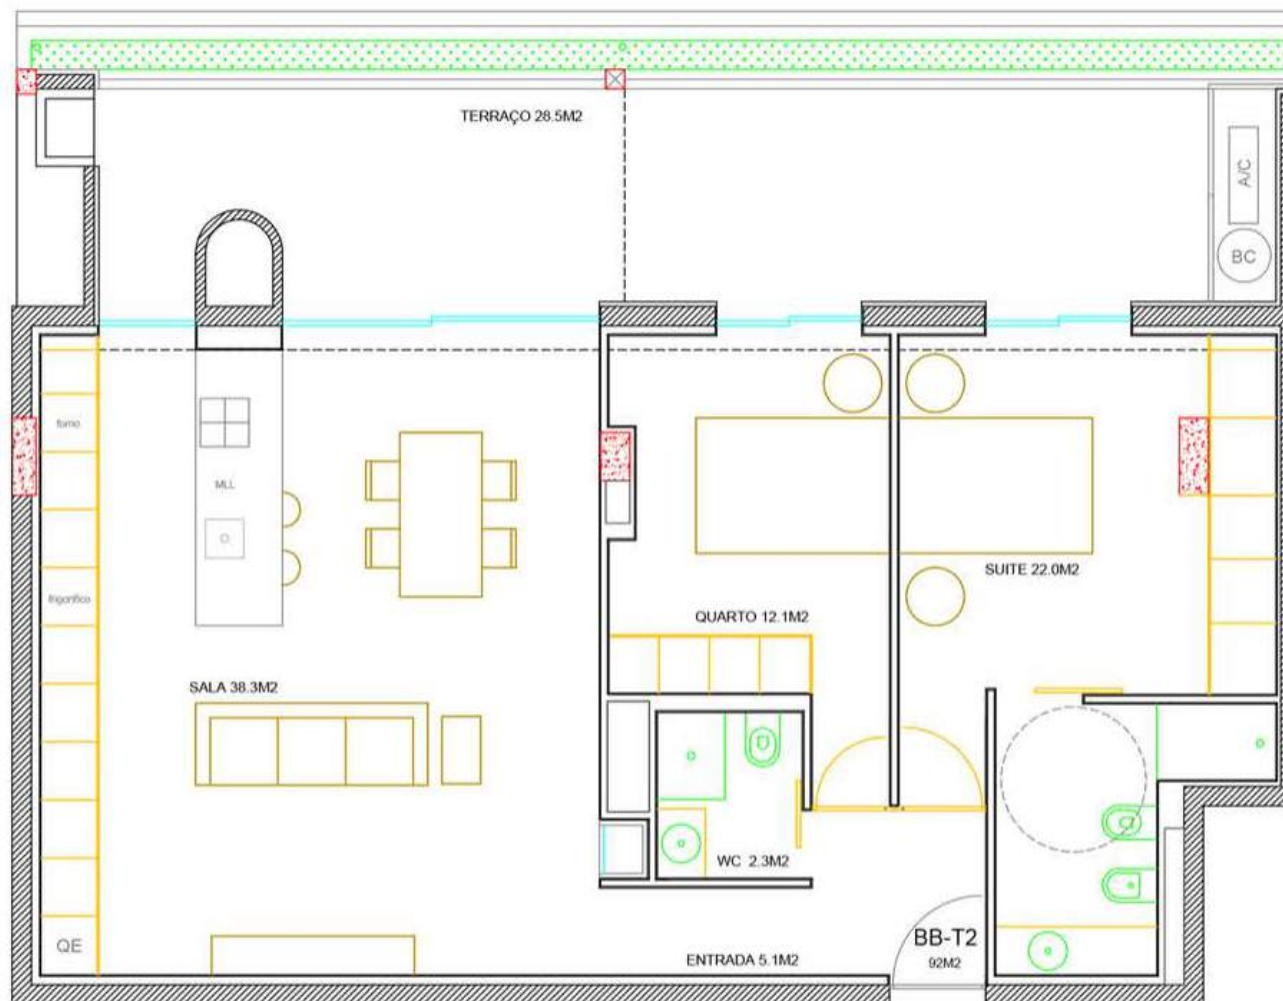 TERRAÇO 28.5M2
A/C
BC
forno
MLL
frigorifico
SUITE 22.0M2
QUARTO 12.1M2
SALA 38.3M2
WC 2.3M2
QE
BB-T2
ENTRADA 5.1M2
92M2